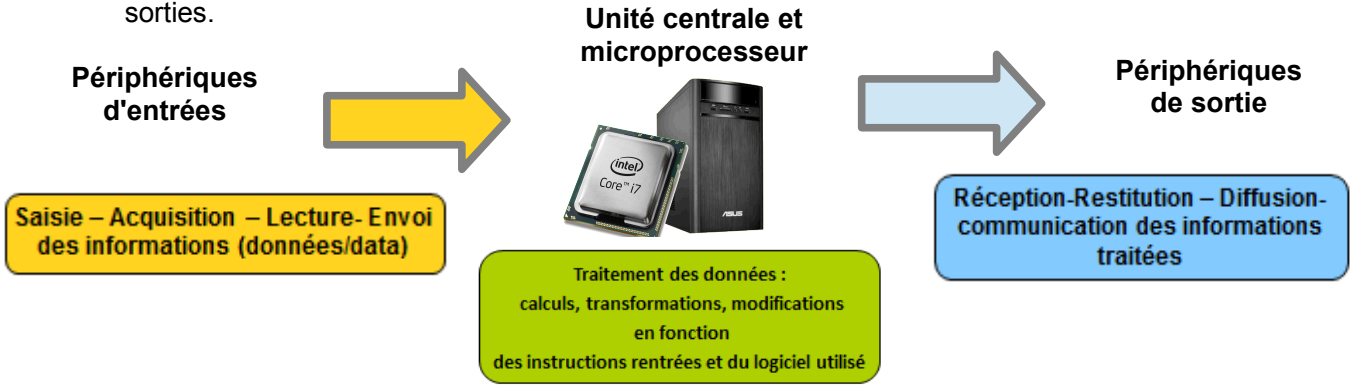 sorties.
Périphériques
d'entrées
Unité centrale et
microprocesseur
Périphériques
de sortie
intel
Core™ i7
ASUS
Saisie – Acquisition – Lecture- Envoi
des informations (données/data)
Traitement des données :
calculs, transformations, modifications
en fonction
des instructions rentrées et du logiciel utilisé
Réception-Restitution – Diffusion-
communication des informations
traitées